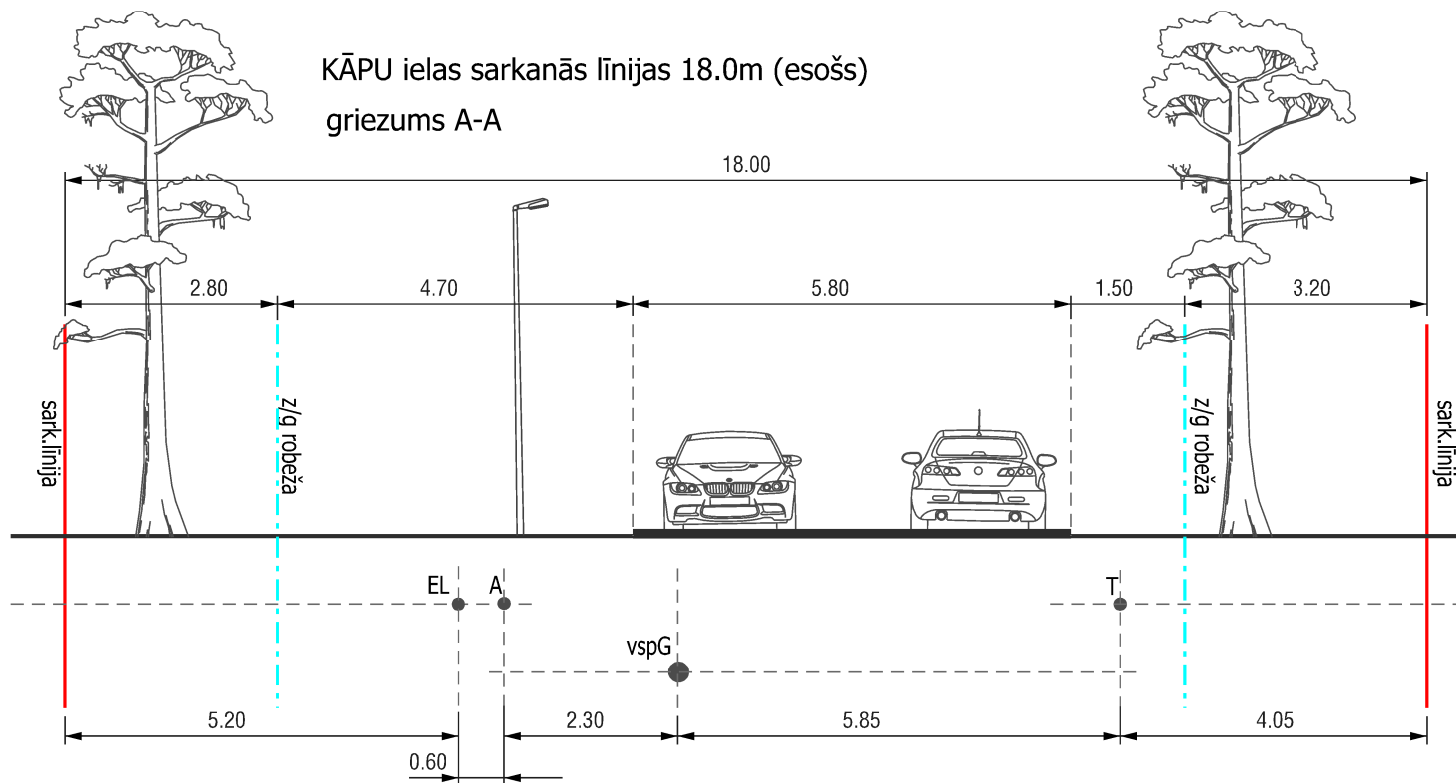 KĀPU ielas sarkanās līnijas 18.0m (esošs)
griezums A-A
18.00
2.80
4.70
5.80
1.50
3.20
sark.līnija
z/g robeža
z/g robeža
sark.līnija
EL
A
T
vspG
5.20
2.30
5.85
4.05
0.60